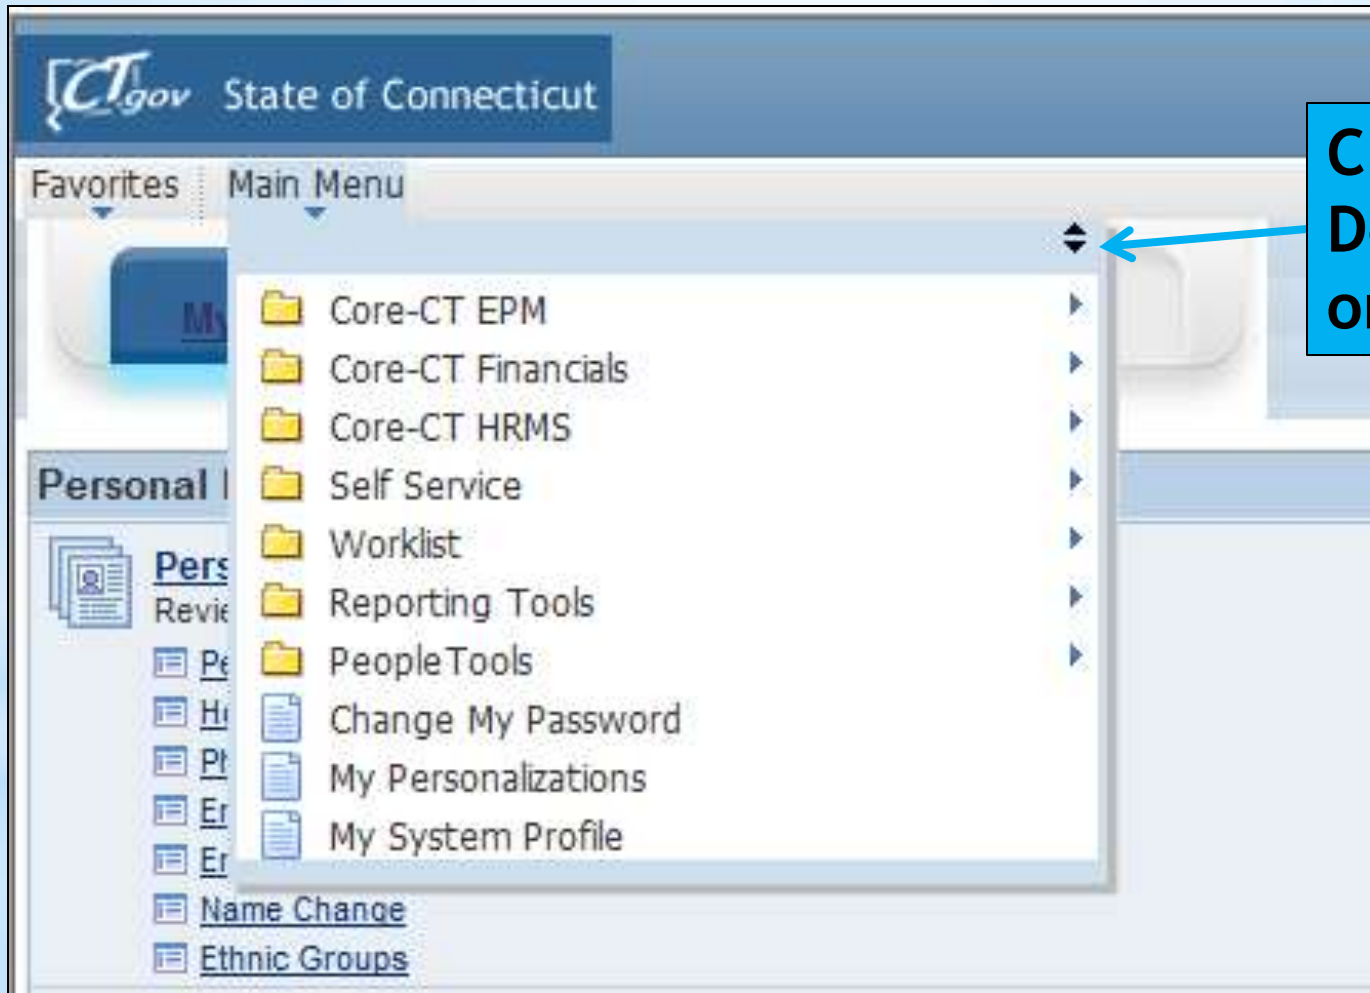 CT.gov State of Connecticut
Favorites Main Menu
Core-CT EPM
Core-CT Financials
Core-CT HRMS
Self Service
Worklist
Reporting Tools
PeopleTools
Change My Password
My Personalizations
My System Profile
My
Personal
Name Change
Ethnic Groups